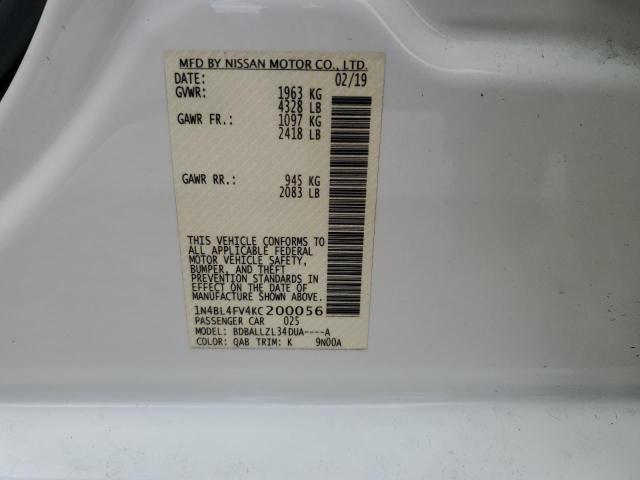 MFD BY NISSAN MOTOR CO., LTD.
DATE: 02/19
GVWR: 1963 KG
4328 LB
GAWR FR.: 1097 KG
2418 LB
GAWR RR.: 945 KG
2083 LB
THIS VEHICLE CONFORMS TO
ALL APPLICABLE FEDERAL
MOTOR VEHICLE SAFETY,
BUMPER, AND THEFT
PREVENTION STANDARDS IN
EFFECT ON THE DATE OF
MANUFACTURE SHOWN ABOVE.
1N4BL4FV4KC200056
PASSENGER CAR 025
MODEL: BDBALLZL34DUA----A
COLOR: QAB TRIM: K 9N00A